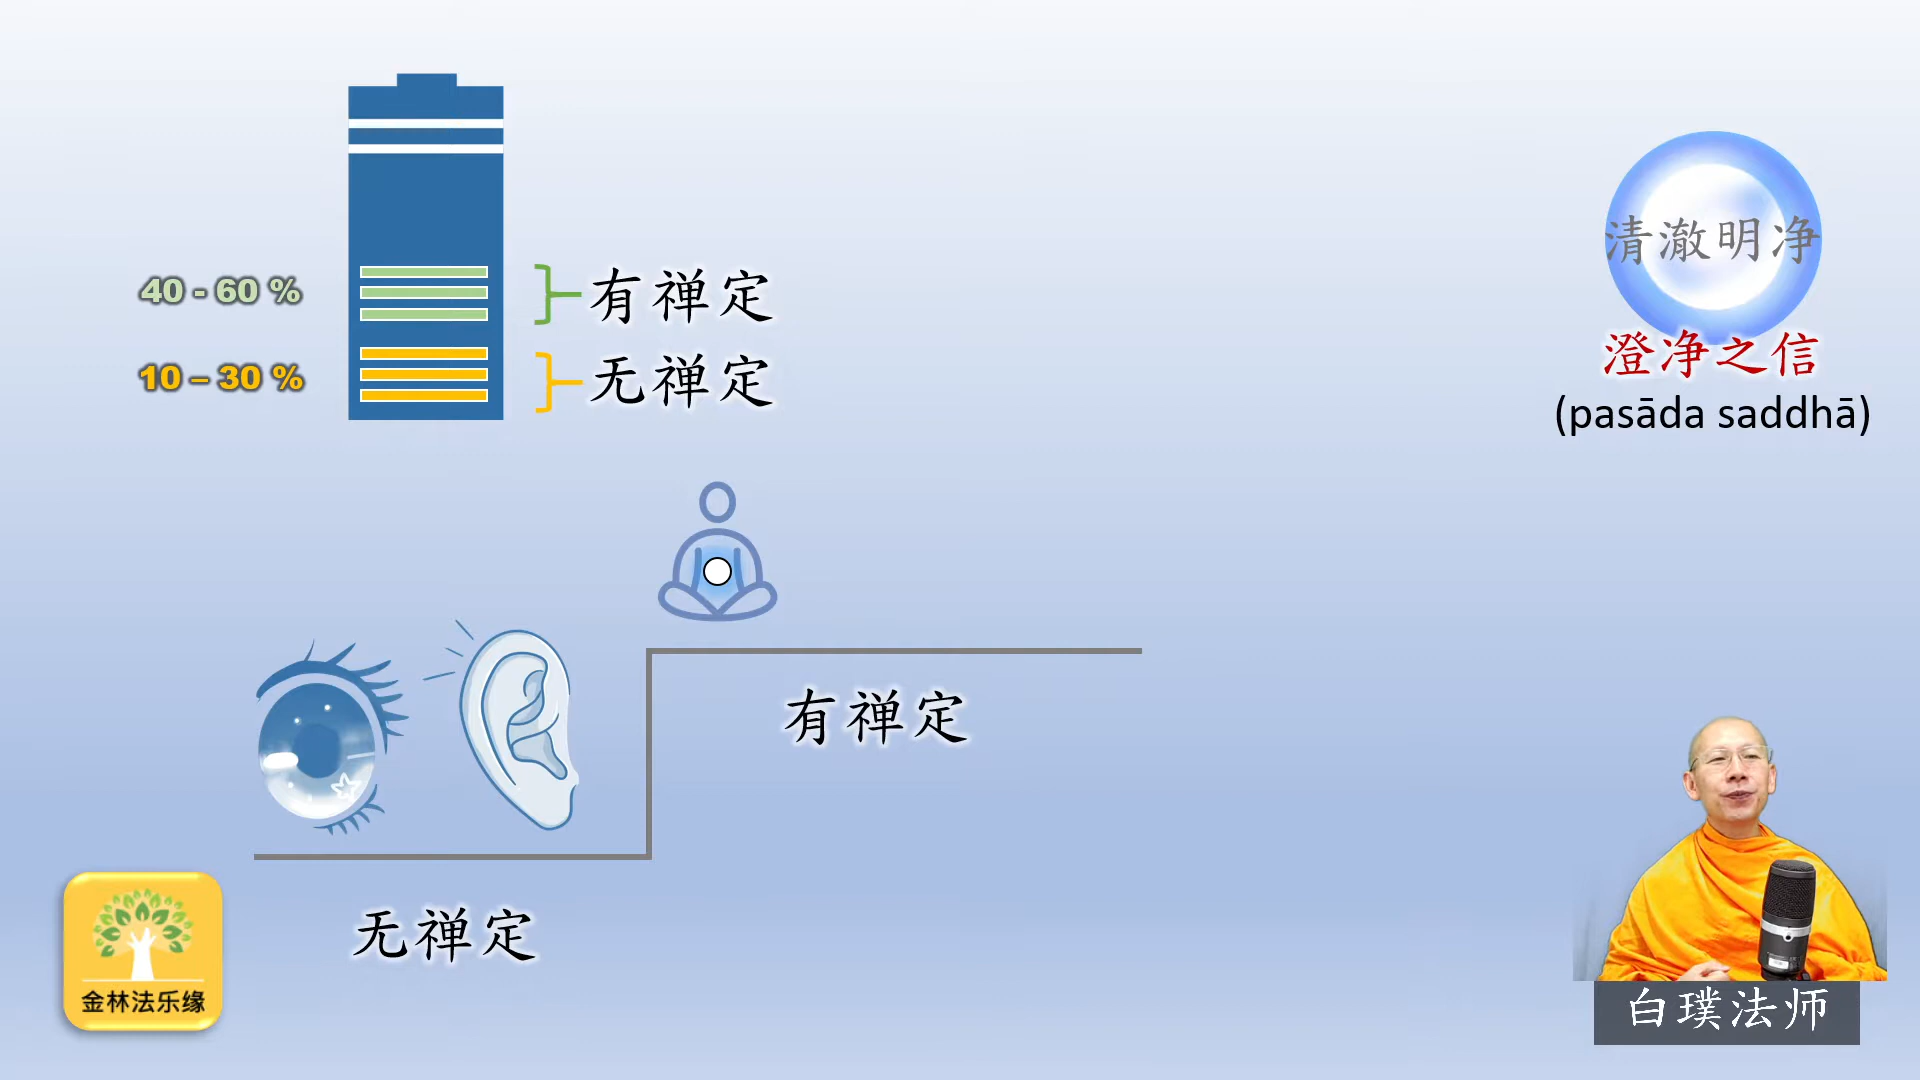 40 - 60 %
有禅定
10 – 30 %
无禅定
清澈明净
澄净之信
(pasāda saddhā)
有禅定
无禅定
金林法乐缘
白璞法师